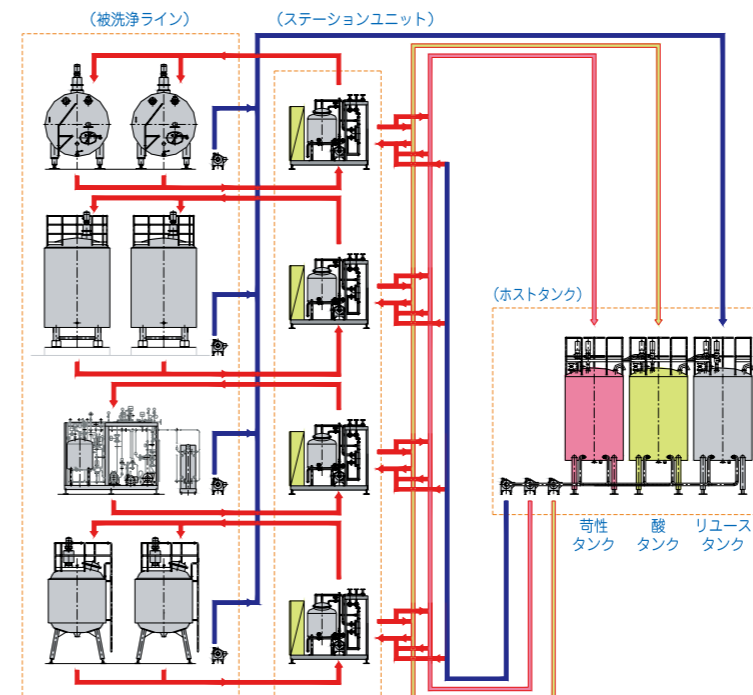 （被洗浄ライン）
（ステーションユニット）
（ホストタンク）
苛性
タンク
酸
タンク
リユース
タンク